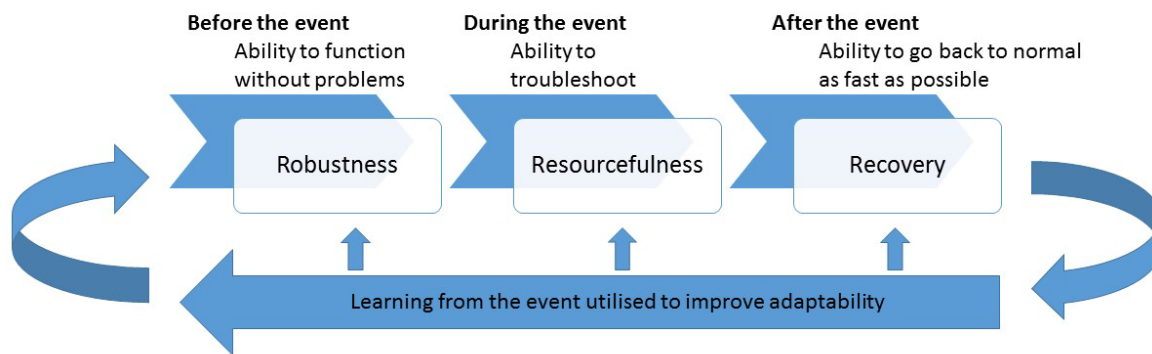 Before the event
Ability to function
without problems
Robustness
During the event
Ability to
troubleshoot
Resourcefulness
After the event
Ability to go back to normal
as fast as possible
Recovery
Learning from the event utilised to improve adaptability